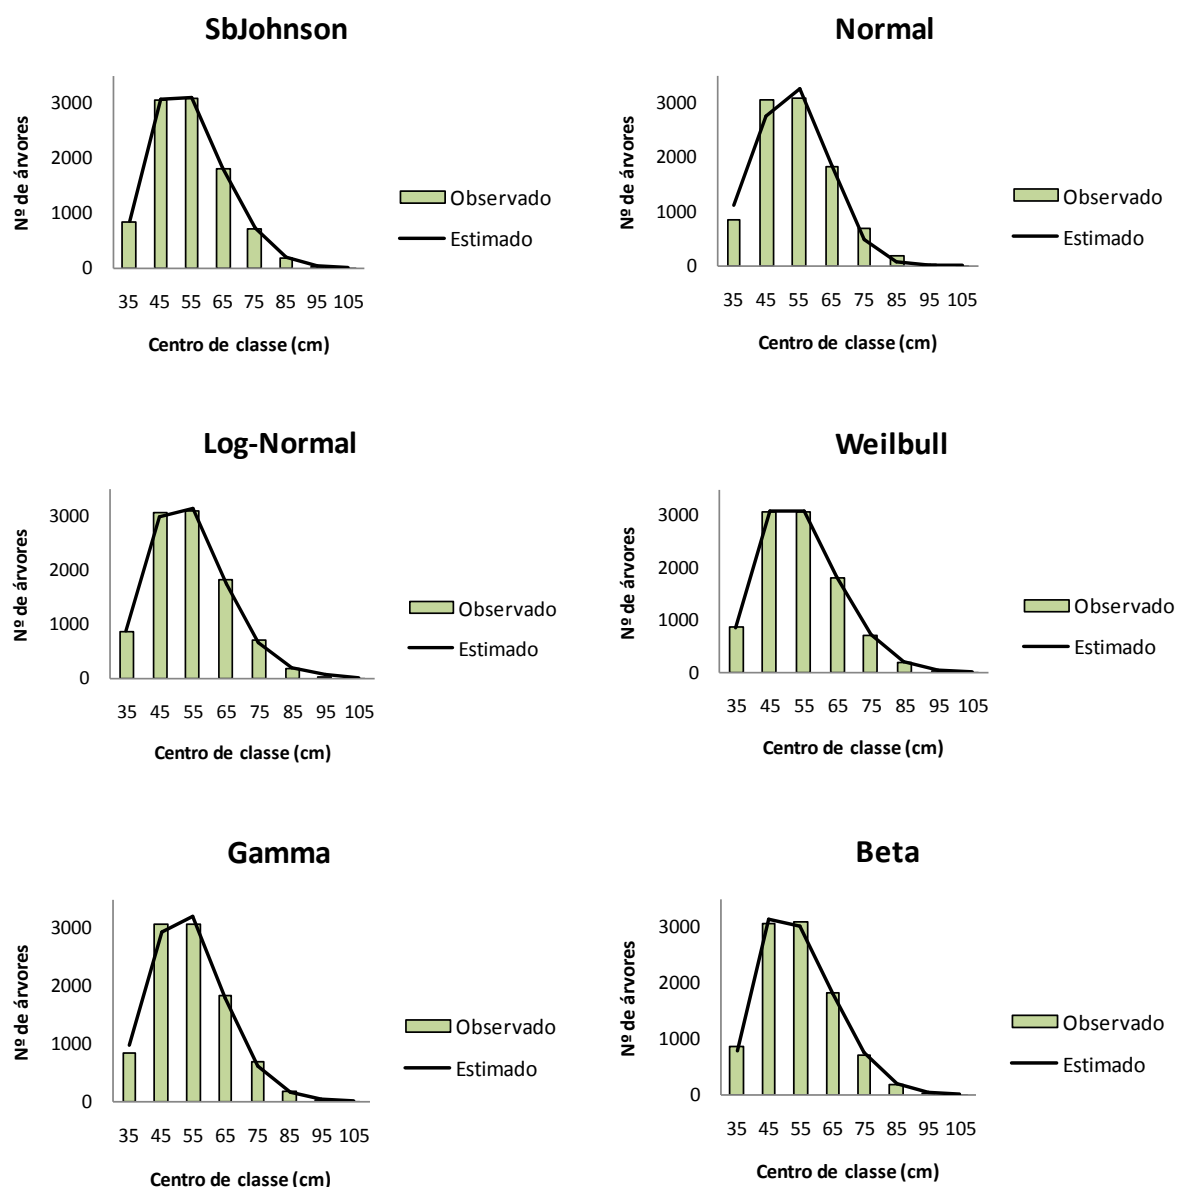 SbJohnson
Nº de árvores
3000
2000
1000
0
35 45 55 65 75 85 95 105
Centro de classe (cm)
Observado
Estimado
Normal
Nº de árvores
3000
2000
1000
0
35 45 55 65 75 85 95 105
Centro de classe (cm)
Observado
Estimado
Log-Normal
Nº de árvores
3000
2000
1000
0
35 45 55 65 75 85 95 105
Centro de classe (cm)
Observado
Estimado
Weilbull
Nº de árvores
3000
2000
1000
0
35 45 55 65 75 85 95 105
Centro de classe (cm)
Observado
Estimado
Gamma
Nº de árvores
3000
2000
1000
0
35 45 55 65 75 85 95 105
Centro de classe (cm)
Observado
Estimado
Beta
Nº de árvores
3000
2000
1000
0
35 45 55 65 75 85 95 105
Centro de classe (cm)
Observado
Estimado